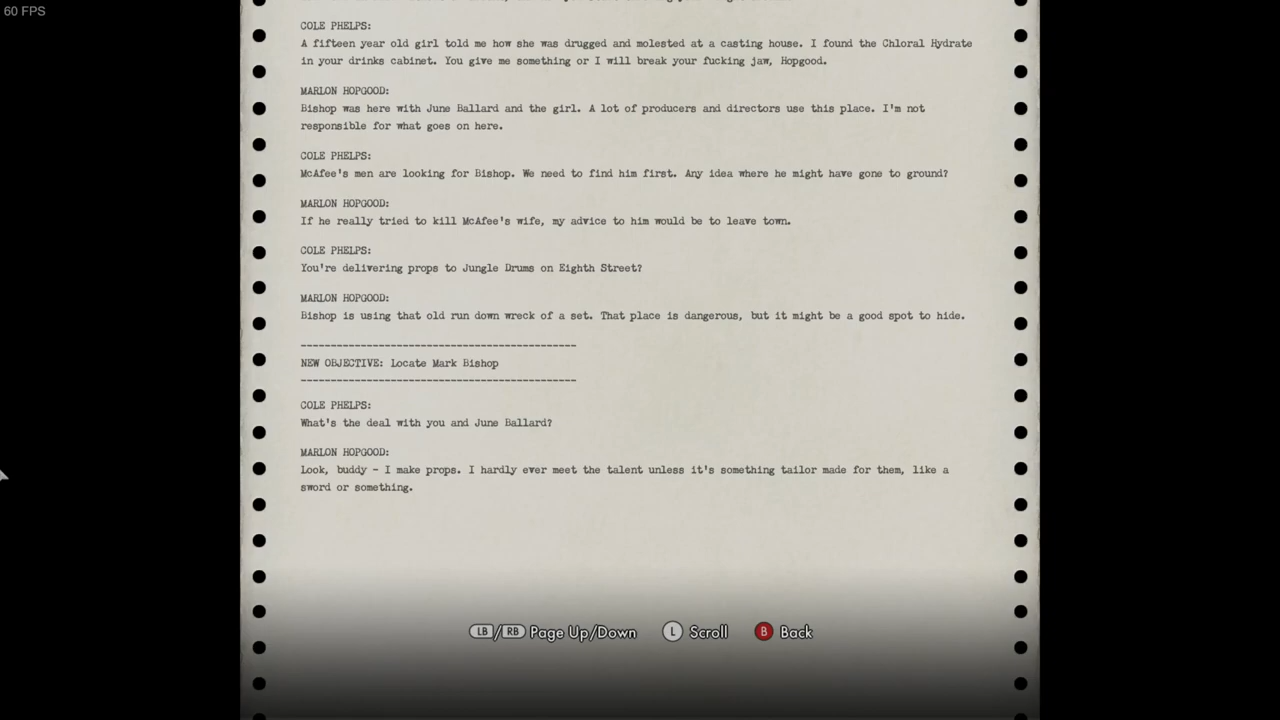 60 FPS
COLE PHELPS:
A fifteen year old girl told me how she was drugged and molested at a casting house. I found the Chloral Hydrate
in your drinks cabinet. You give me something or I will break your fucking jaw, Hopgood.
MARLON HOPGOOD:
Bishop was here with June Ballard and the girl. A lot of producers and directors use this place. I'm not
responsible for what goes on here.
COLE PHELPS:
McAfee's men are looking for Bishop. We need to find him first. Any idea where he might have gone to ground?
MARLON HOPGOOD:
If he really tried to kill McAfee's wife, my advice to him would be to leave town.
COLE PHELPS:
You're delivering props to Jungle Drums on Eighth Street?
MARLON HOPGOOD:
Bishop is using that old run down wreck of a set. That place is dangerous, but it might be a good spot to hide.
----------------------------------------------
NEW OBJECTIVE: Locate Mark Bishop
----------------------------------------------
COLE PHELPS:
What's the deal with you and June Ballard?
MARLON HOPGOOD:
Look, buddy - I make props. I hardly ever meet the talent unless it's something tailor made for them, like a
sword or something.
LB/RB Page Up/Down L Scroll B Back